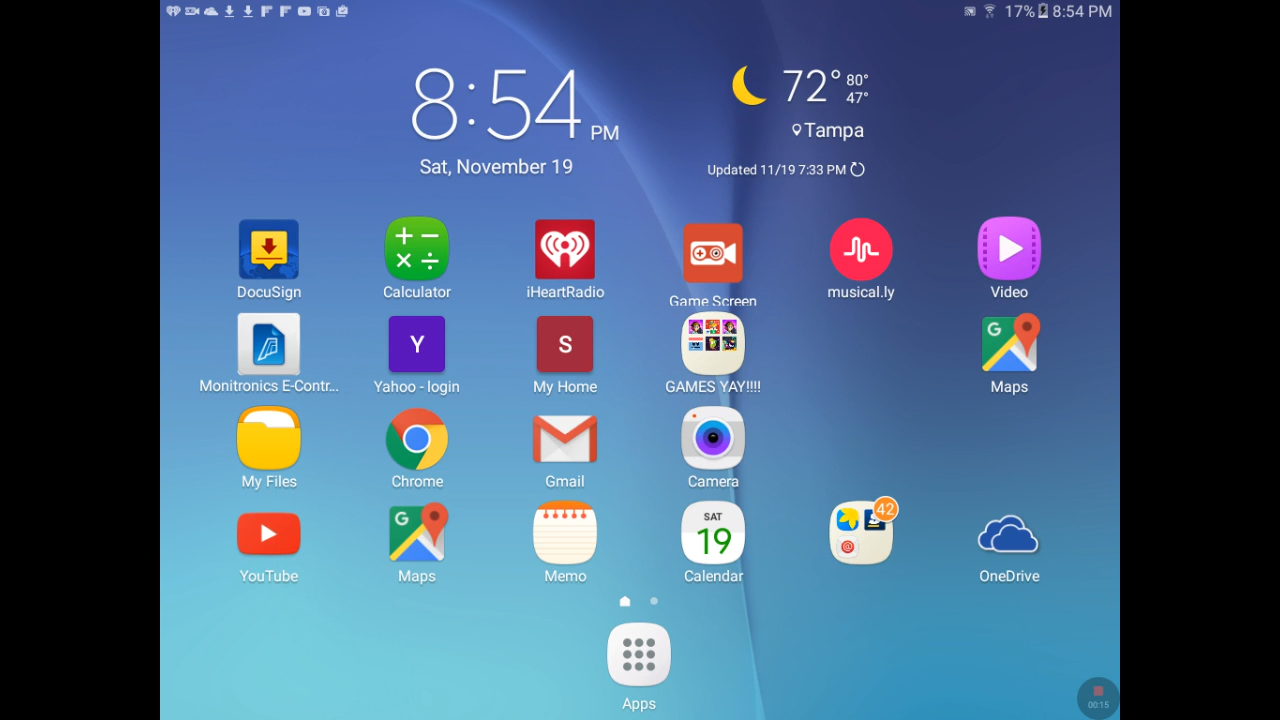 17% 8:54 PM
8:54 PM
Sat, November 19
72° 80°
47°
Tampa
Updated 11/19 7:33 PM
DocuSign
Calculator
iHeartRadio
Game Screen
musical.ly
Video
Monitronics E-Contr...
Y
Yahoo - login
S
My Home
GAMES YAY!!!!
G
Maps
My Files
Chrome
Gmail
Camera
YouTube
G
Maps
Memo
SAT
19
Calendar
42
OneDrive
Apps
00:15